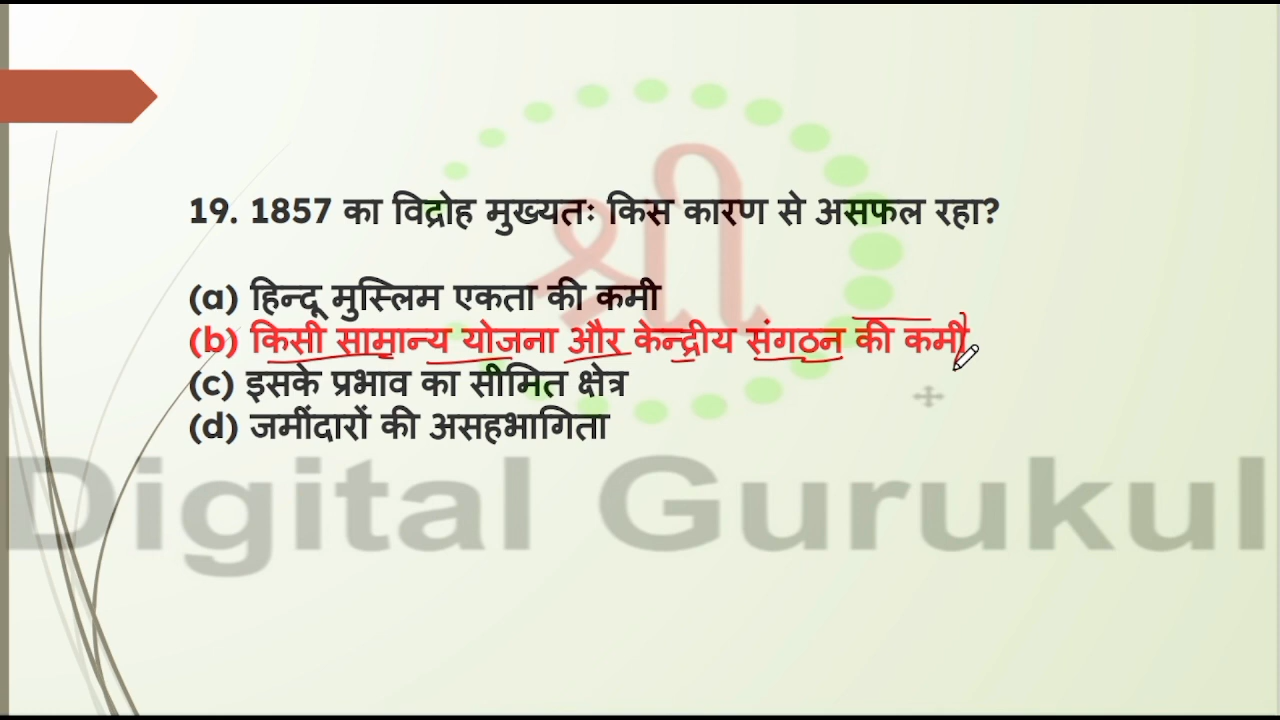 19. 1857 का विद्रोह मुख्यतः किस कारण से असफल रहा?
(a) हिन्दू मुस्लिम एकता की कमी
(b) किसी सामान्य योजना और केन्द्रीय संगठन की कमी
(c) इसके प्रभाव का सीमित क्षेत्र
(d) जमींदारों की असहभागिता
श्री
Digital Gurukul